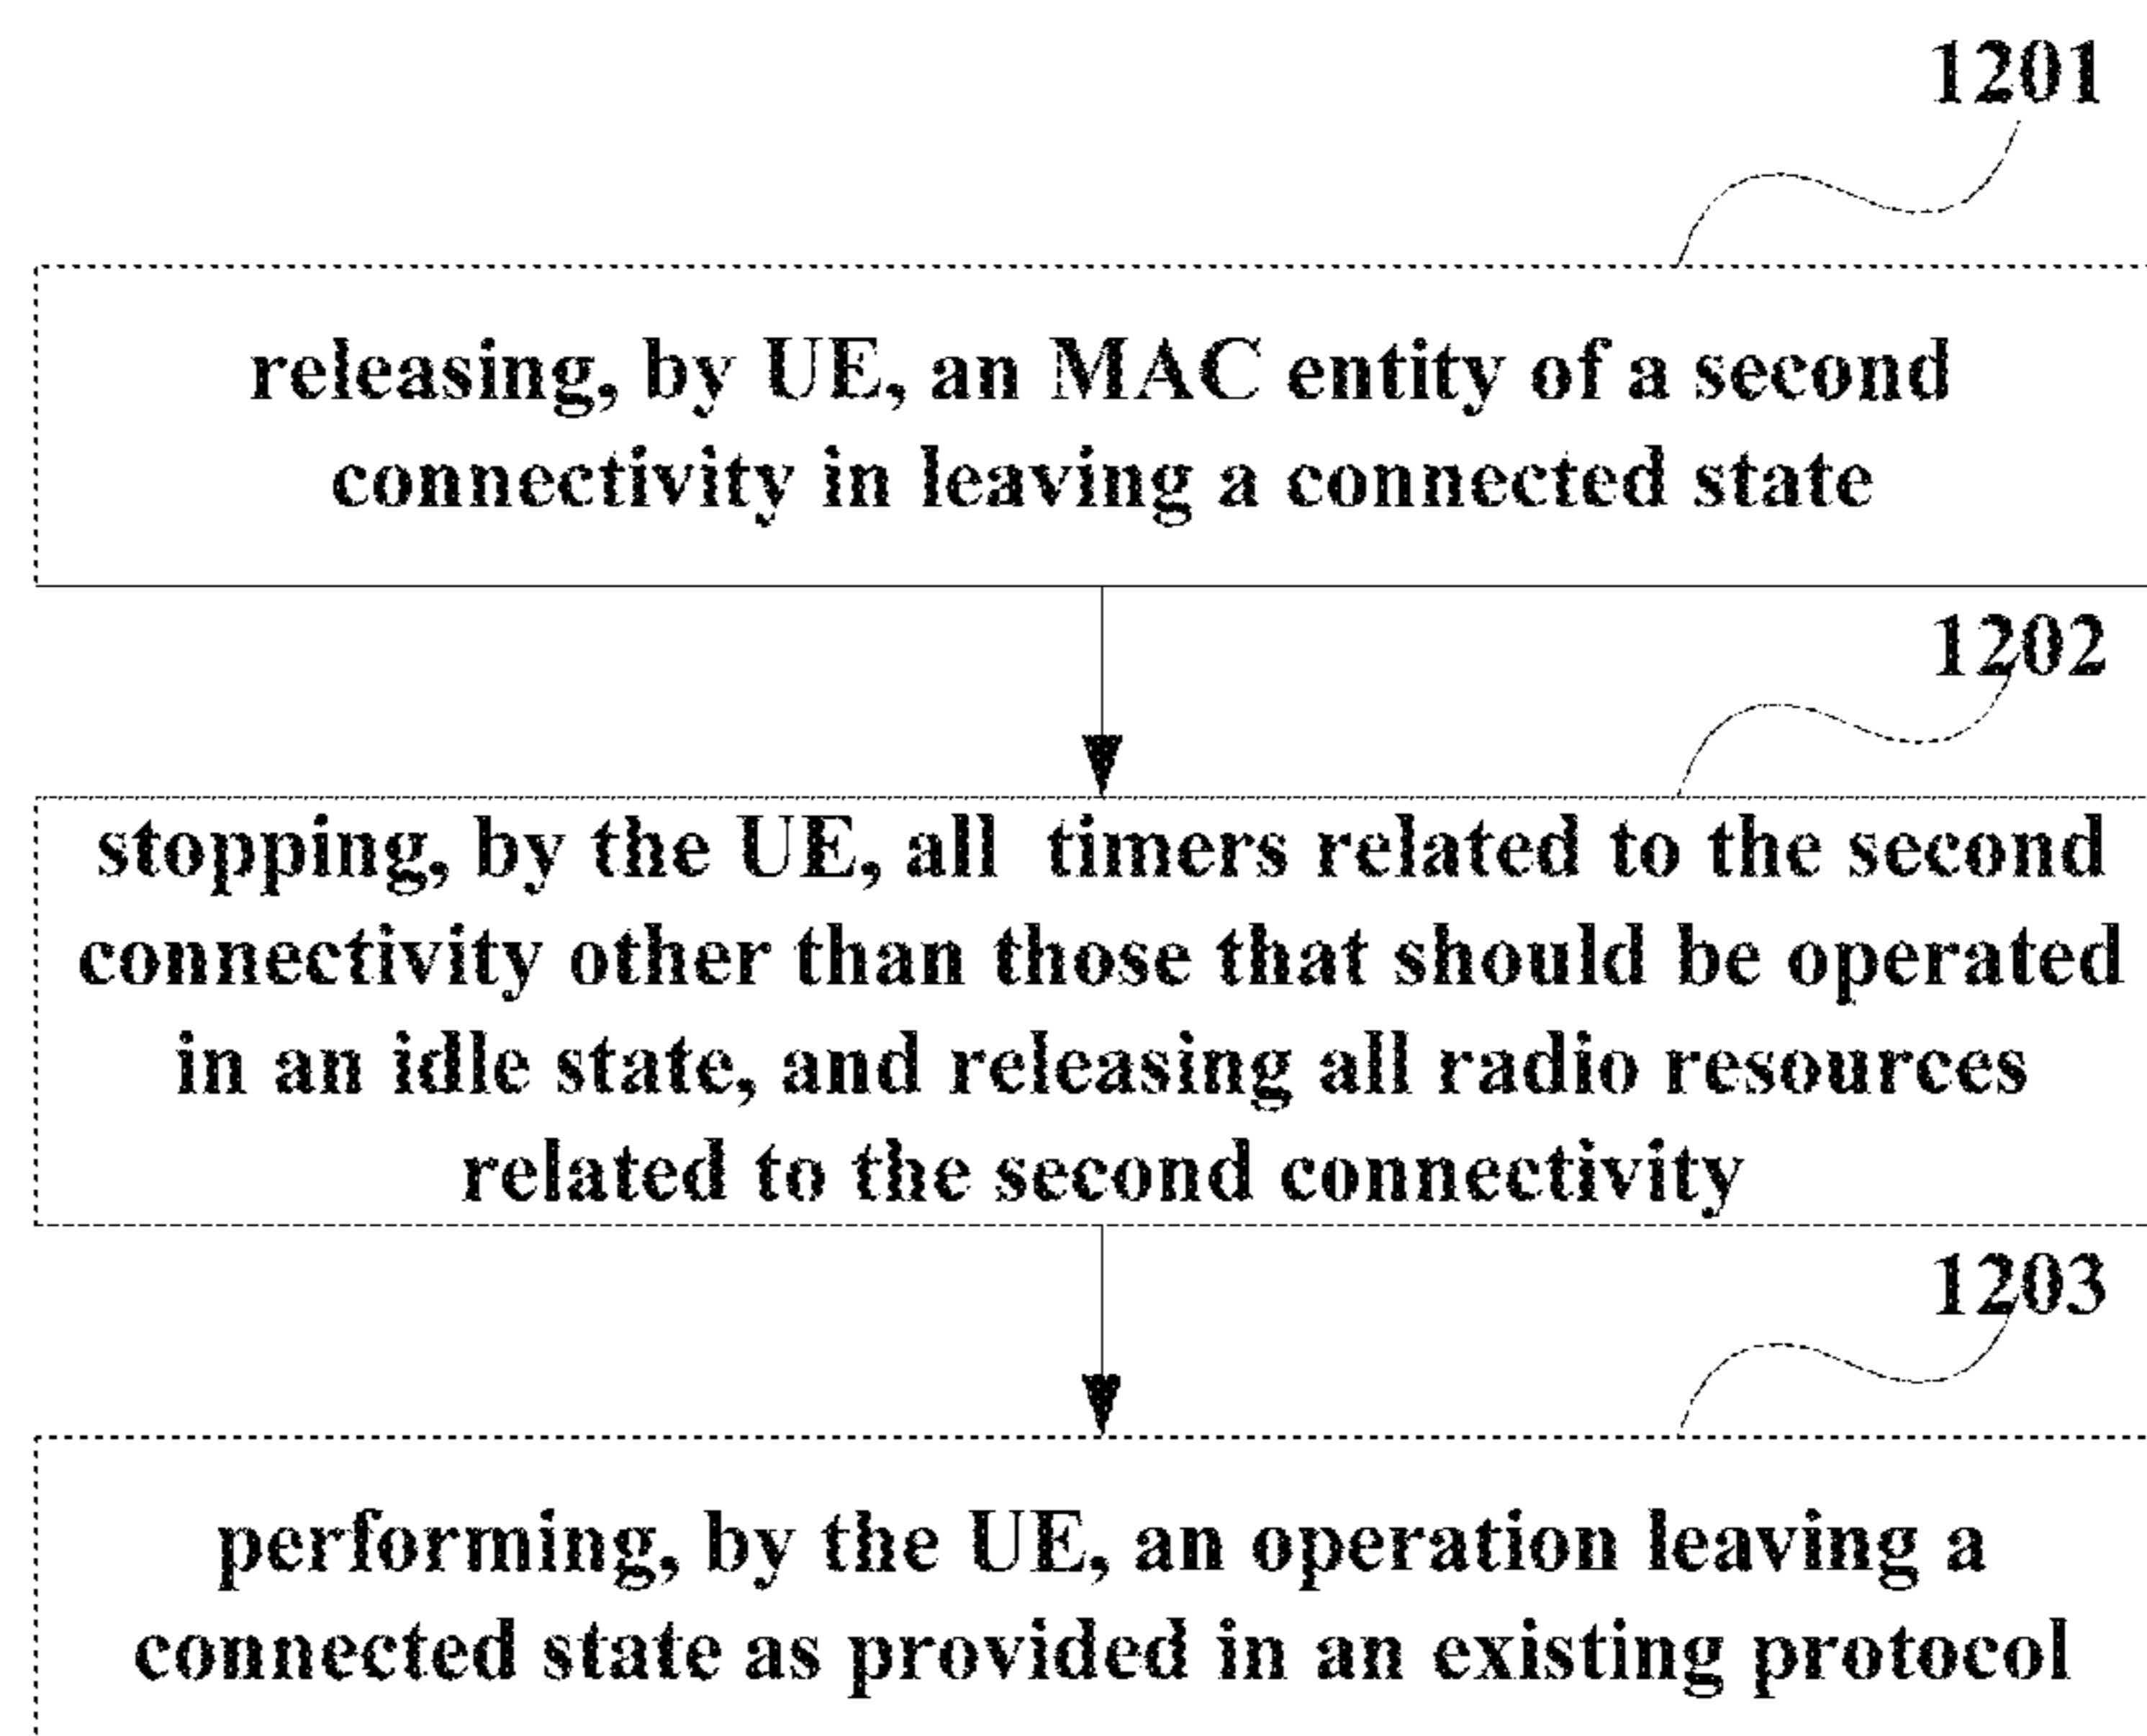 1201
releasing, by UE, an MAC entity of a second
connectivity in leaving a connected state
1202
stopping, by the UE, all timers related to the second
connectivity other than those that should be operated
in an idle state, and releasing all radio resources
related to the second connectivity
1203
performing, by the UE, an operation leaving a
connected state as provided in an existing protocol